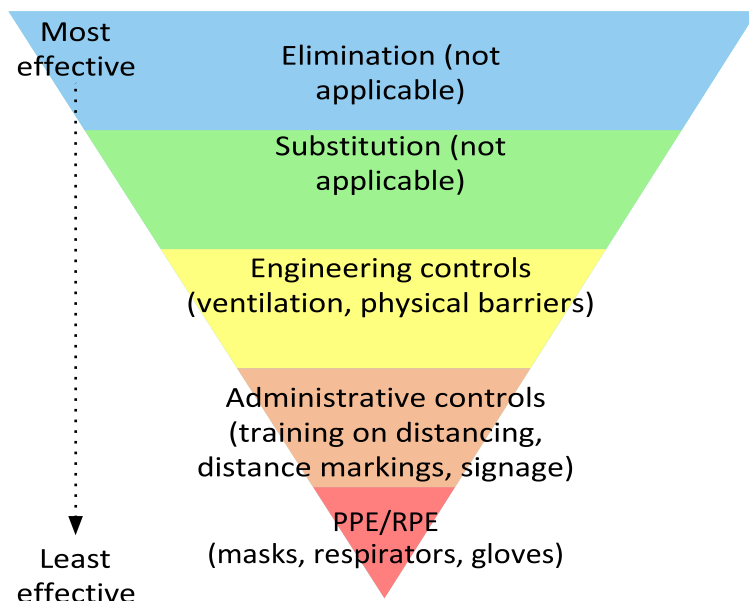 Most
effective
Elimination (not
applicable)
Substitution (not
applicable)
Engineering controls
(ventilation, physical barriers)
Administrative controls
(training on distancing,
distance markings, signage)
PPE/RPE
(masks, respirators, gloves)
Least
effective